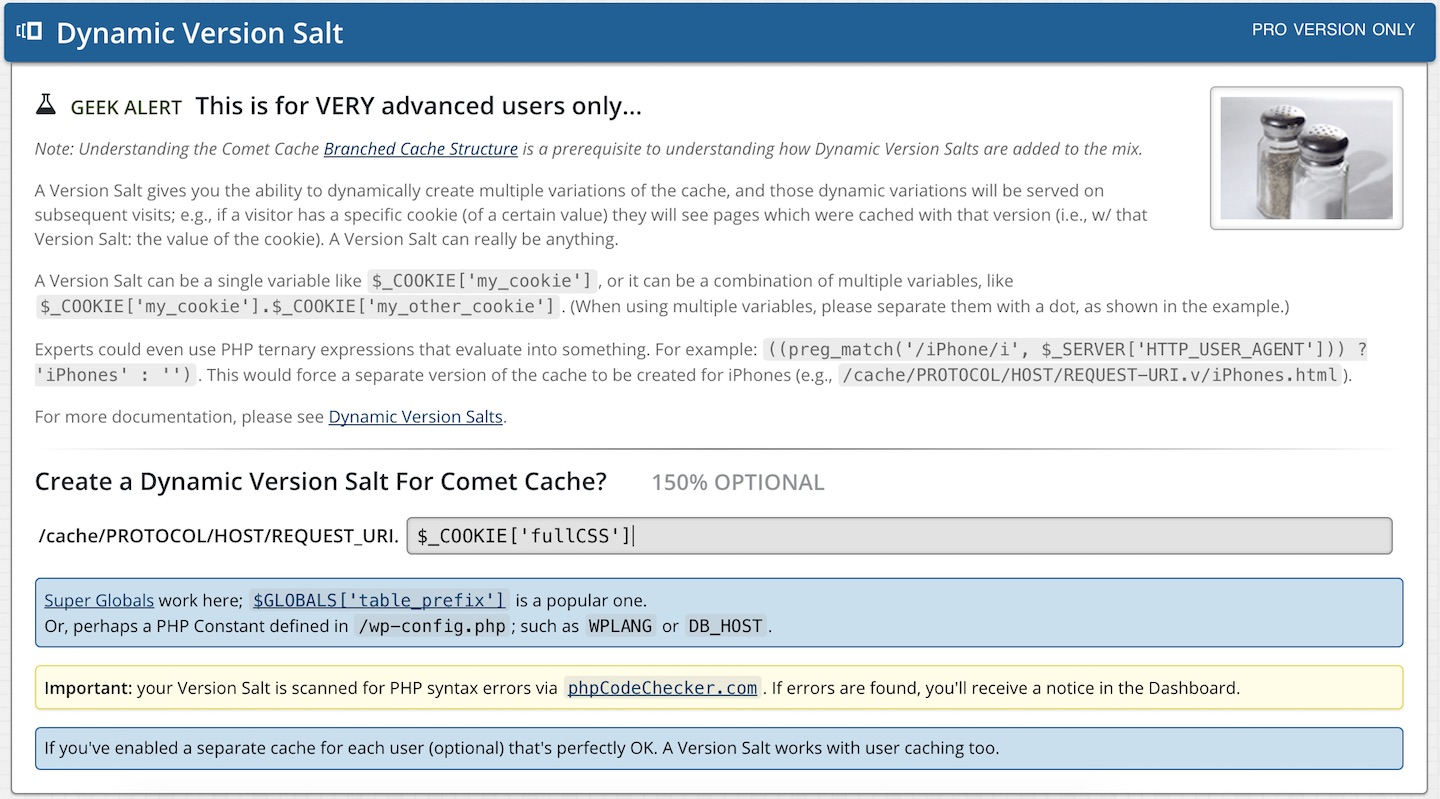 Dynamic Version Salt
PRO VERSION ONLY
GEEK ALERT This is for VERY advanced users only...
Note: Understanding the Comet Cache Branched Cache Structure is a prerequisite to understanding how Dynamic Version Salts are added to the mix.
A Version Salt gives you the ability to dynamically create multiple variations of the cache, and those dynamic variations will be served on
subsequent visits; e.g., if a visitor has a specific cookie (of a certain value) they will see pages which were cached with that version (i.e., w/ that
Version Salt: the value of the cookie). A Version Salt can really be anything.
A Version Salt can be a single variable like $_COOKIE['my_cookie'], or it can be a combination of multiple variables, like
$_COOKIE['my_cookie'].$_COOKIE['my_other_cookie']. (When using multiple variables, please separate them with a dot, as shown in the example.)
Experts could even use PHP ternary expressions that evaluate into something. For example: ((preg_match('/iPhone/i', $_SERVER['HTTP_USER_AGENT'])) ?
'iPhones' : ''). This would force a separate version of the cache to be created for iPhones (e.g., /cache/PROTOCOL/HOST/REQUEST-URI.v/iPhones.html).
For more documentation, please see Dynamic Version Salts.
Create a Dynamic Version Salt For Comet Cache? 150% OPTIONAL
/cache/PROTOCOL/HOST/REQUEST_URI. $_COOKIE['fullCSS']
Super Globals work here; $GLOBALS['table_prefix'] is a popular one.
Or, perhaps a PHP Constant defined in /wp-config.php; such as WPLANG or DB_HOST.
Important: your Version Salt is scanned for PHP syntax errors via phpCodeChecker.com. If errors are found, you'll receive a notice in the Dashboard.
If you've enabled a separate cache for each user (optional) that's perfectly OK. A Version Salt works with user caching too.